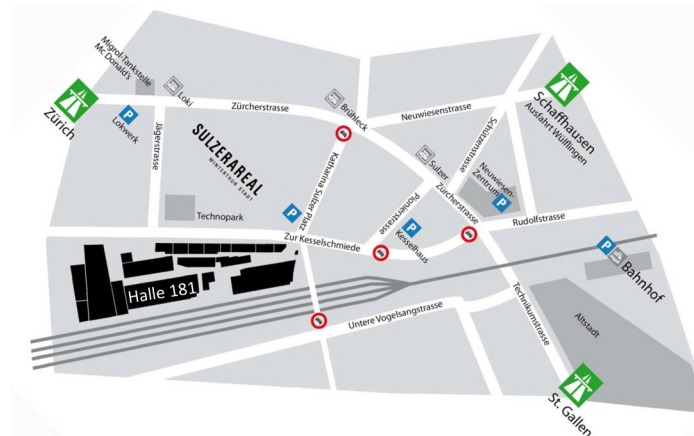 Migrol-Tankstelle
Mc Donald's
Loki
Zürich
P
Lokwerk
Jägerstrasse
Zürcherstrasse
Brühleck
Neuwiesenstrasse
Schaffhausen
Ausfahrt Wülflingen
Schützenstrasse
SULZERAREAL
WINTERTHUR STADT
Katharina Sulzer Platz
Sulzer
Neuwiesen-
Zentrum
P
Technopark
P
Pionierstrasse
Zürcherstrasse
Rudolfstrasse
Zur Kesselschmiede
P
Kesselhaus
P
Bahnhof
Halle 181
Untere Vogelsangstrasse
Technikumstrasse
Altstadt
St. Gallen